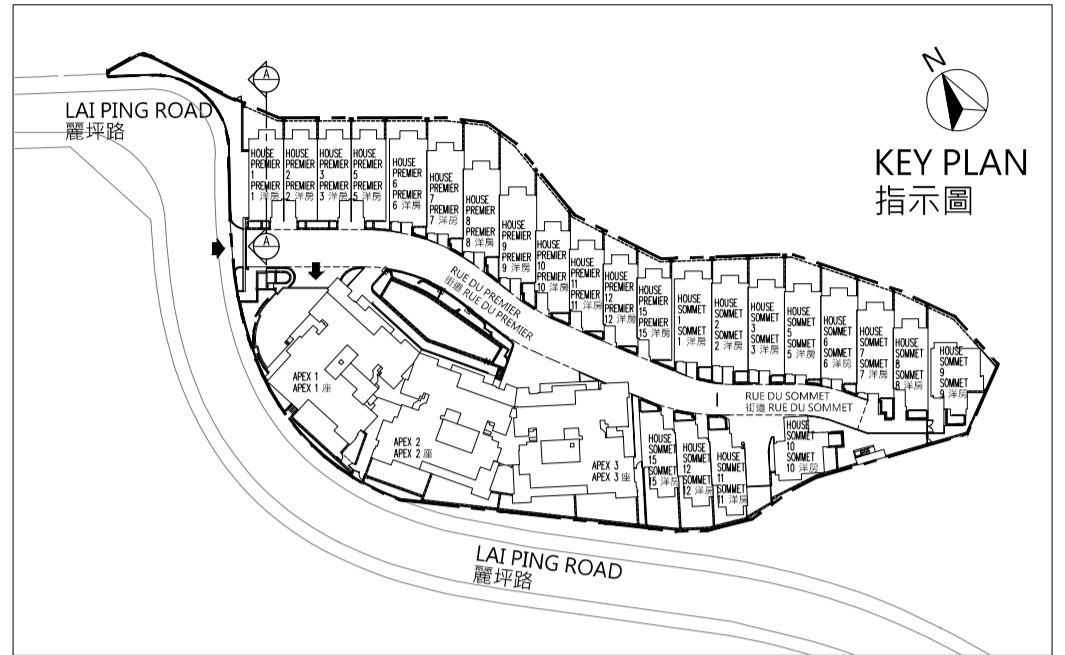 N
KEY PLAN
指示圖
LAI PING ROAD
麗坪路
A
A
HOUSE
PREMIER
1
PREMIER
1 洋房
HOUSE
PREMIER
2
PREMIER
2 洋房
HOUSE
PREMIER
3
PREMIER
3 洋房
HOUSE
PREMIER
5
PREMIER
5 洋房
HOUSE
PREMIER
6
PREMIER
6 洋房
HOUSE
PREMIER
7
PREMIER
7 洋房
HOUSE
PREMIER
8
PREMIER
8 洋房
HOUSE
PREMIER
9
PREMIER
9 洋房
HOUSE
PREMIER
10
PREMIER
10 洋房
HOUSE
PREMIER
11
PREMIER
11 洋房
HOUSE
PREMIER
12
PREMIER
12 洋房
HOUSE
PREMIER
15
PREMIER
15 洋房
HOUSE
SOMMET
1
SOMMET
1 洋房
HOUSE
SOMMET
2
SOMMET
2 洋房
HOUSE
SOMMET
3
SOMMET
3 洋房
HOUSE
SOMMET
5
SOMMET
5 洋房
HOUSE
SOMMET
6
SOMMET
6 洋房
HOUSE
SOMMET
7
SOMMET
7 洋房
HOUSE
SOMMET
8
SOMMET
8 洋房
HOUSE
SOMMET
9
SOMMET
9 洋房
RUE DU PREMIER
街道 RUE DU PREMIER
RUE DU SOMMET
街道 RUE DU SOMMET
APEX 1
APEX 1 座
APEX 2
APEX 2 座
APEX 3
APEX 3 座
HOUSE
SOMMET
15
SOMMET
15 洋房
HOUSE
SOMMET
12
SOMMET
12 洋房
HOUSE
SOMMET
11
SOMMET
11 洋房
HOUSE
SOMMET
10
SOMMET
10 洋房
LAI PING ROAD
麗坪路